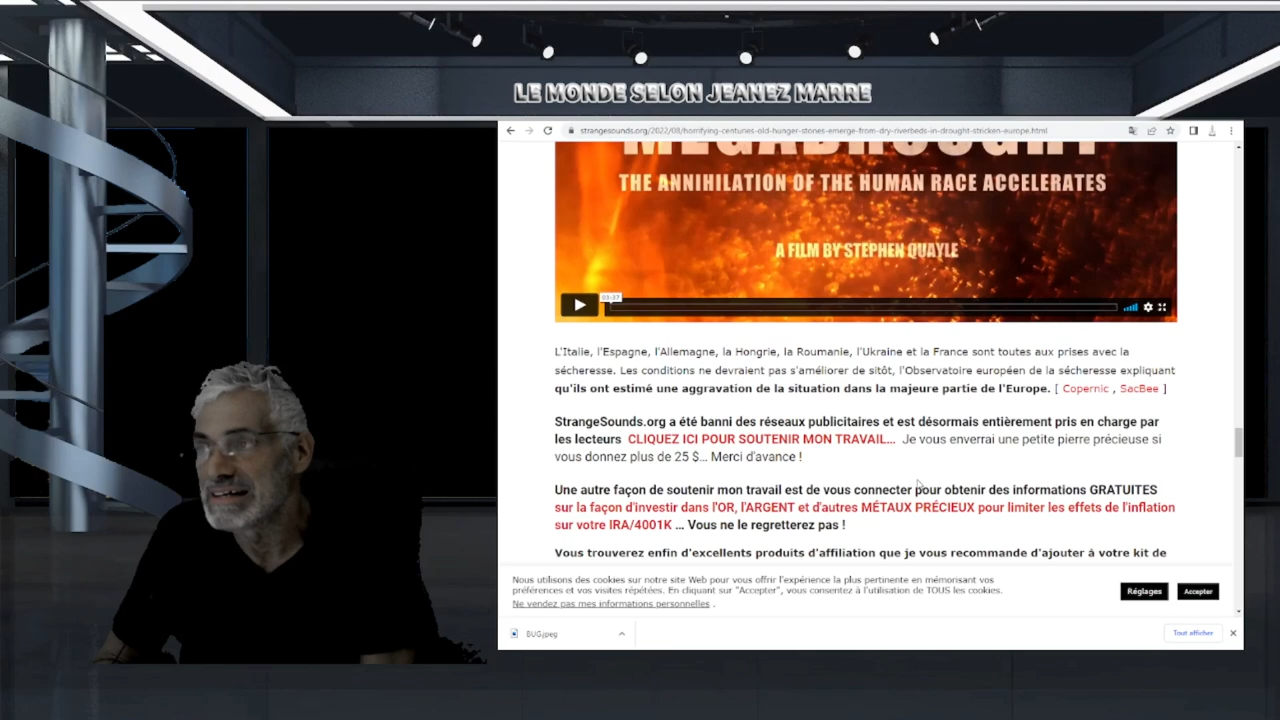 LE MONDE SELON JEANEZ MARRE
strangesounds.org/2022/08/horrifying-centuries-old-hunger-stones-emerge-from-dry-riverbeds-in-drought-stricken-europe.html
MEGADROUGHT
THE ANNIHILATION OF THE HUMAN RACE ACCELERATES
A FILM BY STEPHEN QUAYLE
03:37
L'Italie, l'Espagne, l'Allemagne, la Hongrie, la Roumanie, l'Ukraine et la France sont toutes aux prises avec la
sécheresse. Les conditions ne devraient pas s'améliorer de sitôt, l'Observatoire européen de la sécheresse expliquant
qu'ils ont estimé une aggravation de la situation dans la majeure partie de l'Europe. [ Copernic , SacBee ]
StrangeSounds.org a été banni des réseaux publicitaires et est désormais entièrement pris en charge par
les lecteurs CLIQUEZ ICI POUR SOUTENIR MON TRAVAIL… Je vous enverrai une petite pierre précieuse si
vous donnez plus de 25 $… Merci d'avance !
Une autre façon de soutenir mon travail est de vous connecter pour obtenir des informations GRATUITES
sur la façon d'investir dans l'OR, l'ARGENT et d'autres MÉTAUX PRÉCIEUX pour limiter les effets de l'inflation
sur votre IRA/4001K … Vous ne le regretterez pas !
Vous trouverez enfin d'excellents produits d'affiliation que je vous recommande d'ajouter à votre kit de
Nous utilisons des cookies sur notre site Web pour vous offrir l'expérience la plus pertinente en mémorisant vos
préférences et vos visites répétées. En cliquant sur "Accepter", vous consentez à l'utilisation de TOUS les cookies.
Ne vendez pas mes informations personnelles .
Réglages
Accepter
BUG.jpeg
Tout afficher